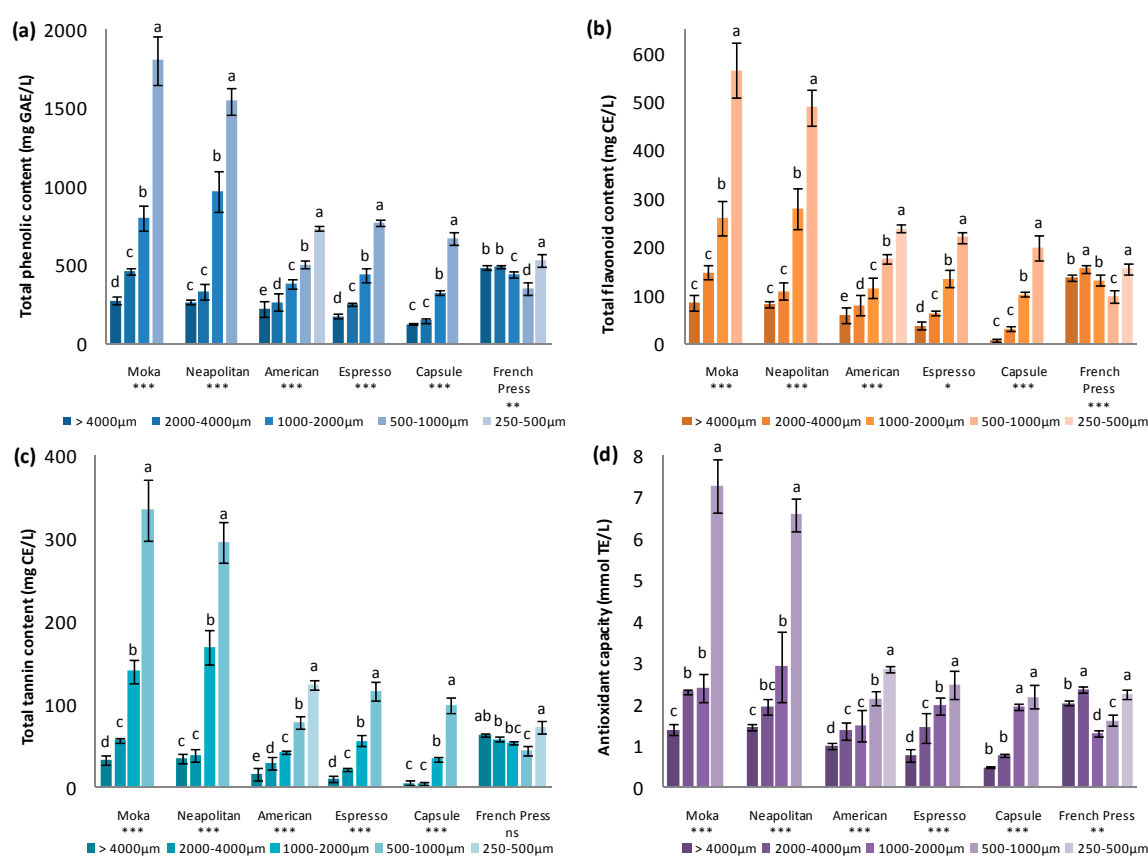 (a)
Total phenolic content (mg GAE/L)
2000
1500
1000
500
0
d c b a
c c b a
e d c b a
d c b a
c c b a
b b c d a
Moka Neapolitan American Espresso Capsule French
Press
*** *** *** *** *** **
> 4000µm 2000-4000µm 1000-2000µm 500-1000µm 250-500µm
(b)
Total flavonoid content (mg CE/L)
600
500
400
300
200
100
0
d c b a
c c b a
e d c b a
d c b a
c c b a
b a b c a
Moka Neapolitan American Espresso Capsule French
Press
*** *** *** * *** ***
> 4000µm 2000-4000µm 1000-2000µm 500-1000µm 250-500µm
(c)
Total tannin content (mg CE/L)
400
300
200
100
0
d c b a
c c b a
e d c b a
d c b a
c c b a
ab b bc c a
Moka Neapolitan American Espresso Capsule French Press
*** *** *** *** *** ns
> 4000µm 2000-4000µm 1000-2000µm 500-1000µm 250-500µm
(d)
Antioxidant capacity (mmol TE/L)
8
7
6
5
4
3
2
1
0
c b b a
c bc b a
d c c b a
d c b a
b b a a
b a d c a
Moka Neapolitan American Espresso Capsule French Press
*** *** *** *** *** **
> 4000µm 2000-4000µm 1000-2000µm 500-1000µm 250-500µm